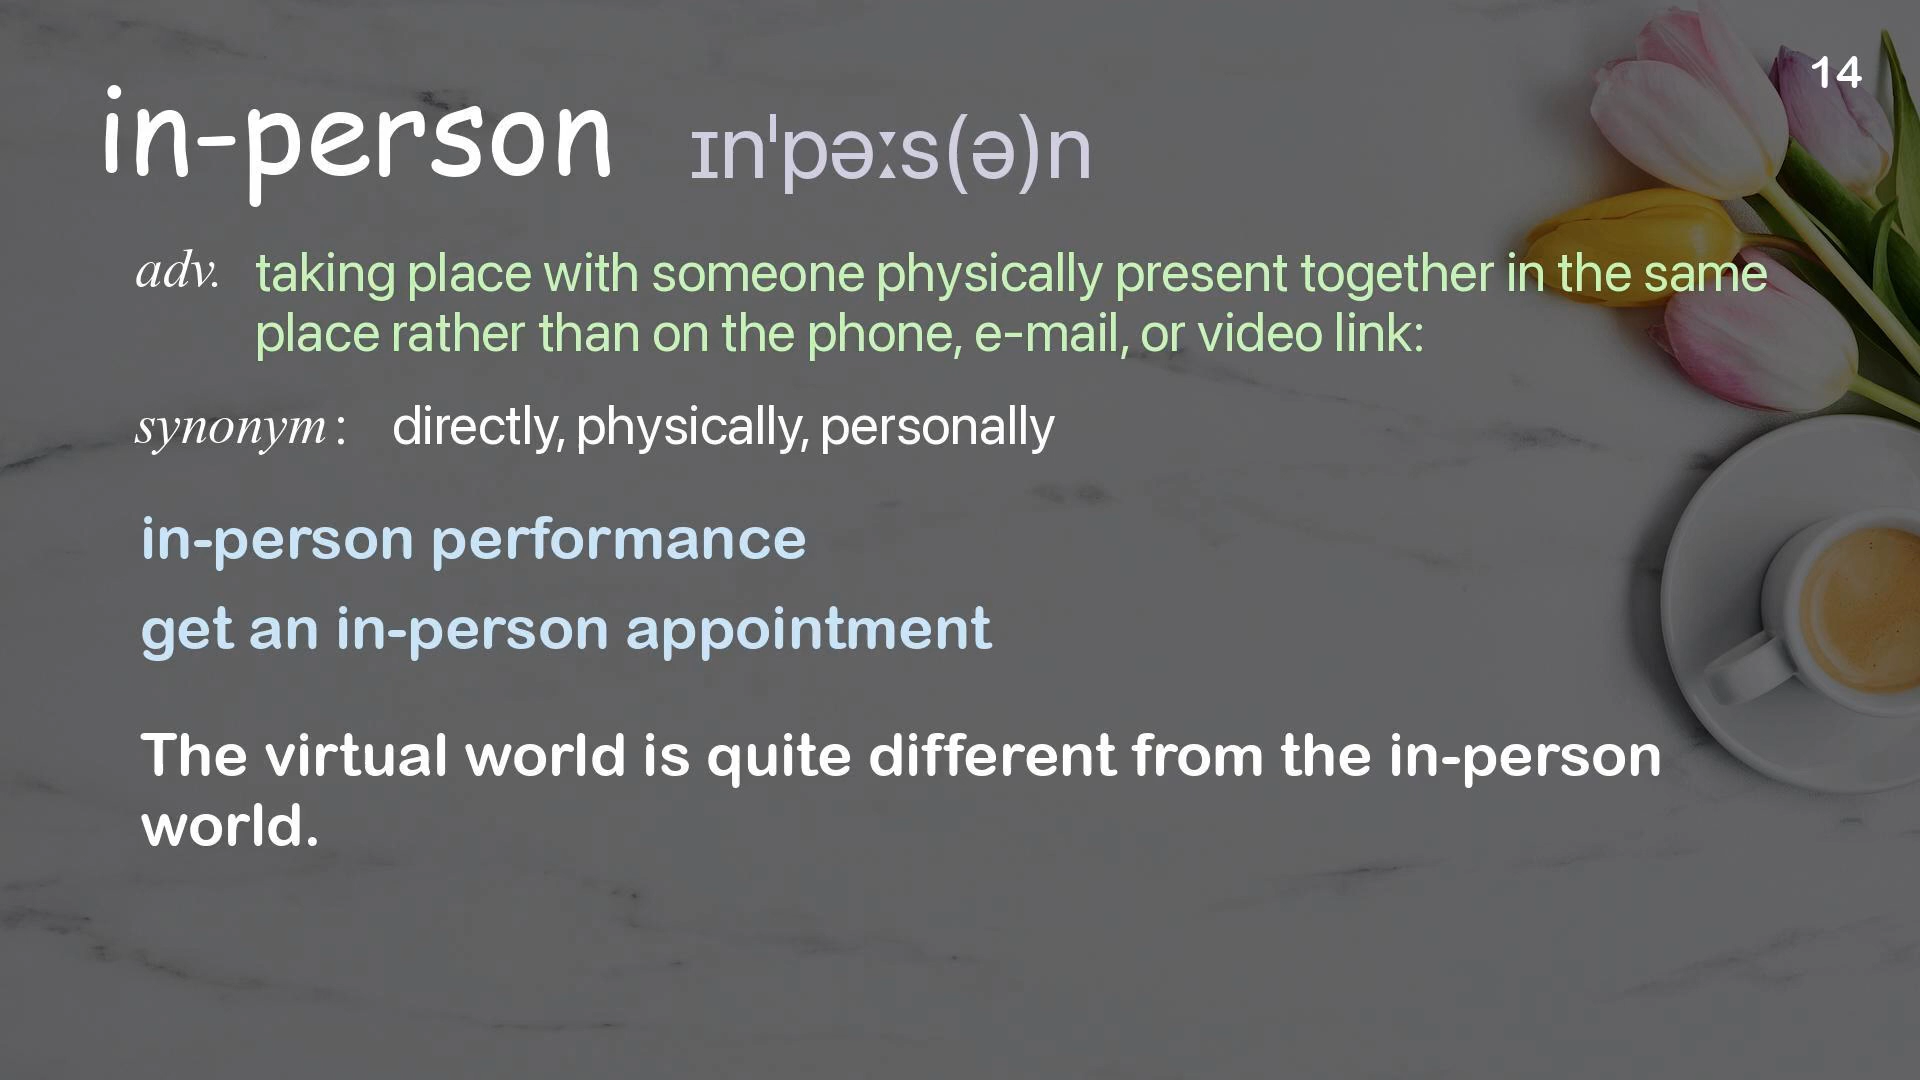 14
in-person ɪnˈpəːs(ə)n
adv. taking place with someone physically present together in the same
place rather than on the phone, e-mail, or video link:
synonym : directly, physically, personally
in-person performance
get an in-person appointment
The virtual world is quite different from the in-person
world.